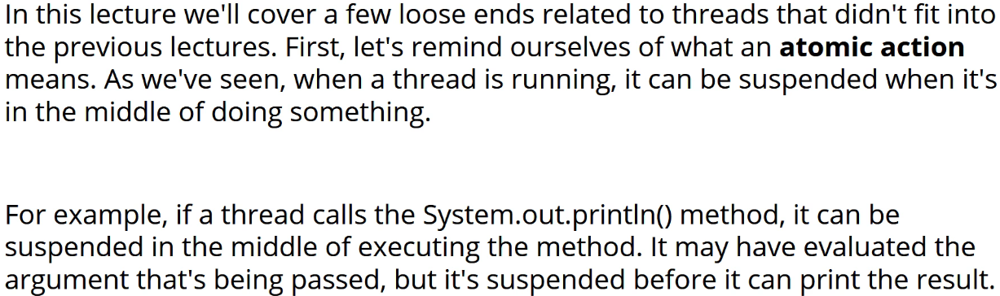 In this lecture we'll cover a few loose ends related to threads that didn't fit into
the previous lectures. First, let's remind ourselves of what an atomic action
means. As we've seen, when a thread is running, it can be suspended when it's
in the middle of doing something.
For example, if a thread calls the System.out.println() method, it can be
suspended in the middle of executing the method. It may have evaluated the
argument that's being passed, but it's suspended before it can print the result.